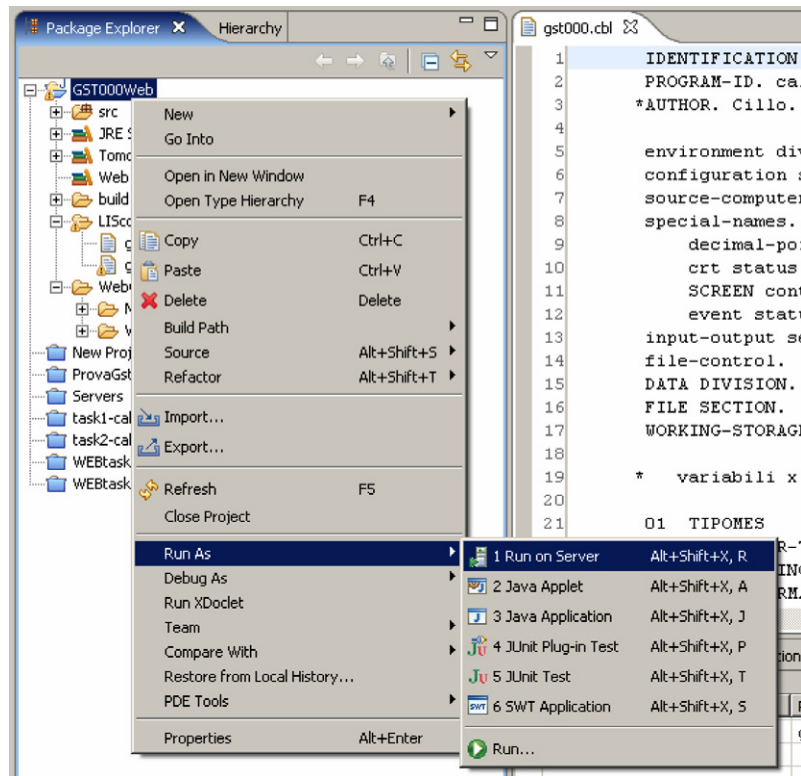 Package Explorer
Hierarchy
GST000Web
src
JRE
Tomc
Web
build
LISco
g
g
Web
New Proj
ProvaGst
Servers
task1-cal
task2-cal
WEBtask
WEBtask
New
Go Into
Open in New Window
Open Type Hierarchy F4
Copy Ctrl+C
Paste Ctrl+V
Delete Delete
Build Path
Source Alt+Shift+S
Refactor Alt+Shift+T
Import...
Export...
Refresh F5
Close Project
Run As
Debug As
Run XDoclet
Team
Compare With
Restore from Local History...
PDE Tools
Properties Alt+Enter
1 Run on Server Alt+Shift+X, R
2 Java Applet Alt+Shift+X, A
3 Java Application Alt+Shift+X, J
4 JUnit Plug-in Test Alt+Shift+X, P
5 JUnit Test Alt+Shift+X, T
6 SWT Application Alt+Shift+X, S
Run...
gst000.cbl
1 IDENTIFICATION
2 PROGRAM-ID. cal
3 *AUTHOR. Cillo.
4
5 environment div
6 configuration s
7 source-computer
8 special-names.
9 decimal-poi
10 crt status
11 SCREEN cont
12 event statu
13 input-output se
14 file-control.
15 DATA DIVISION.
16 FILE SECTION.
17 WORKING-STORAGE
18
19 * variabili x
20
21 01 TIPOMES
R-T
ING
RMA
tion